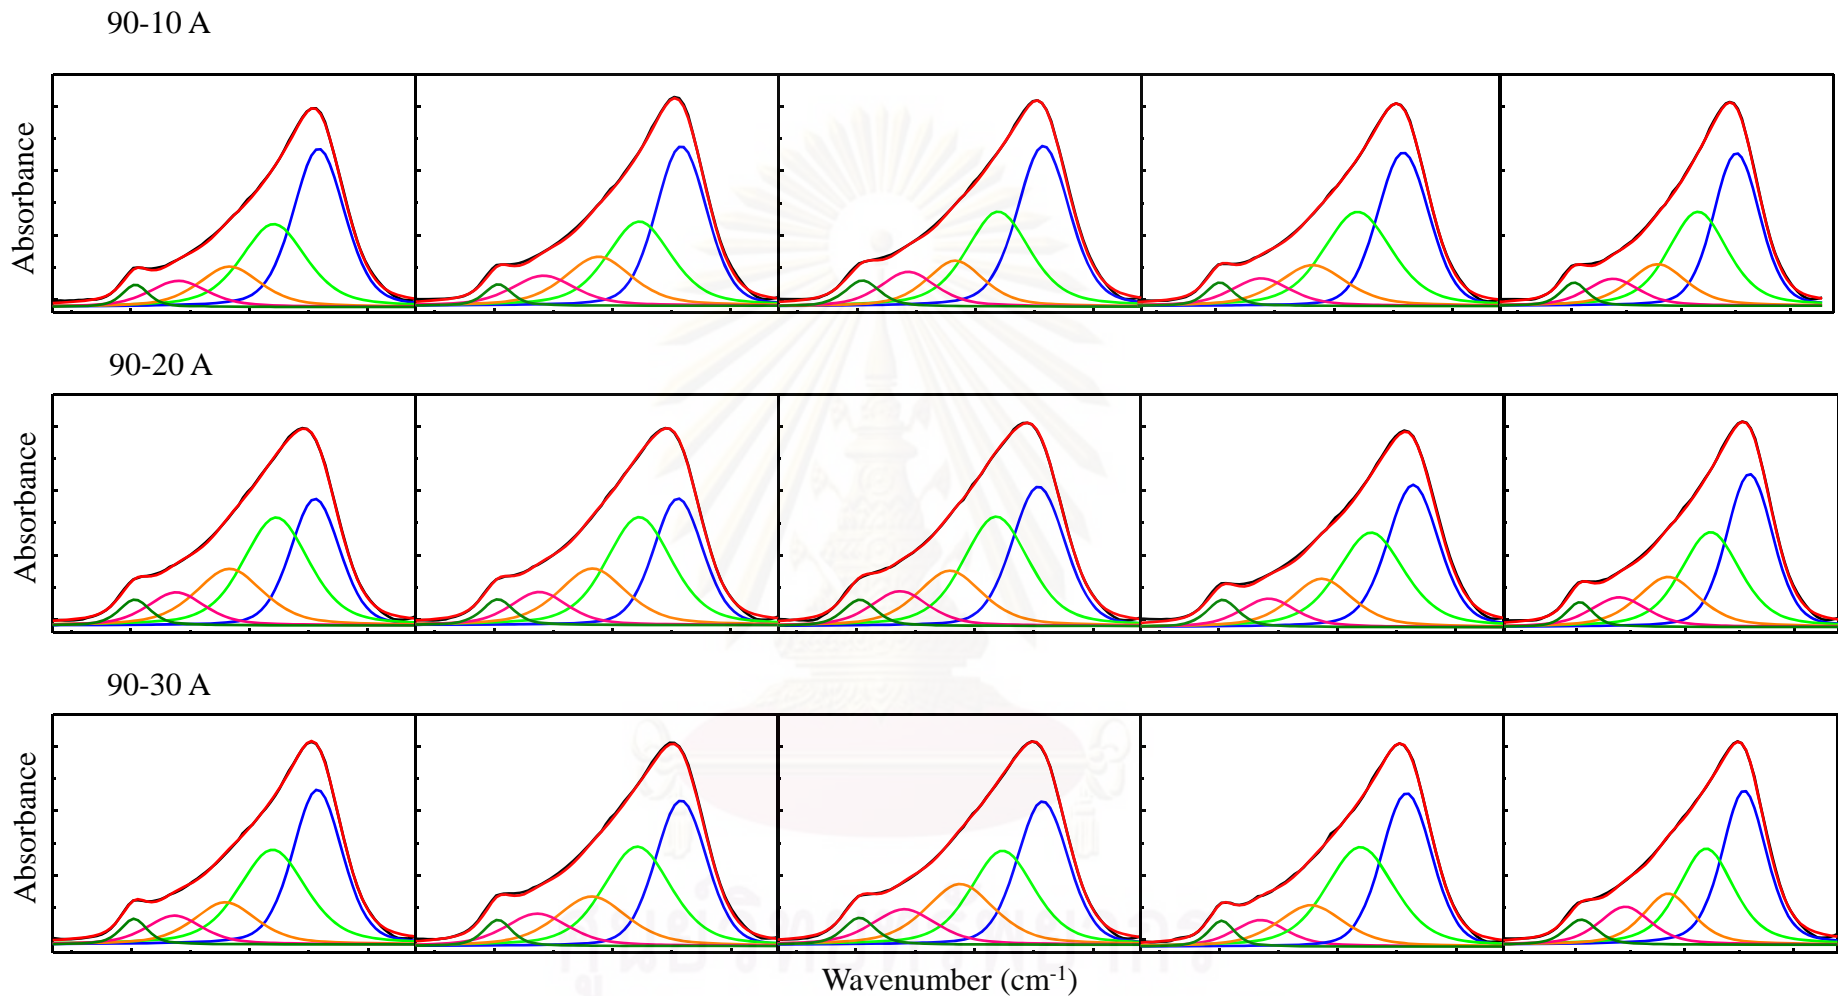 90-10 A
Absorbance
90-20 A
Absorbance
90-30 A
Absorbance
Wavenumber (cm⁻¹)